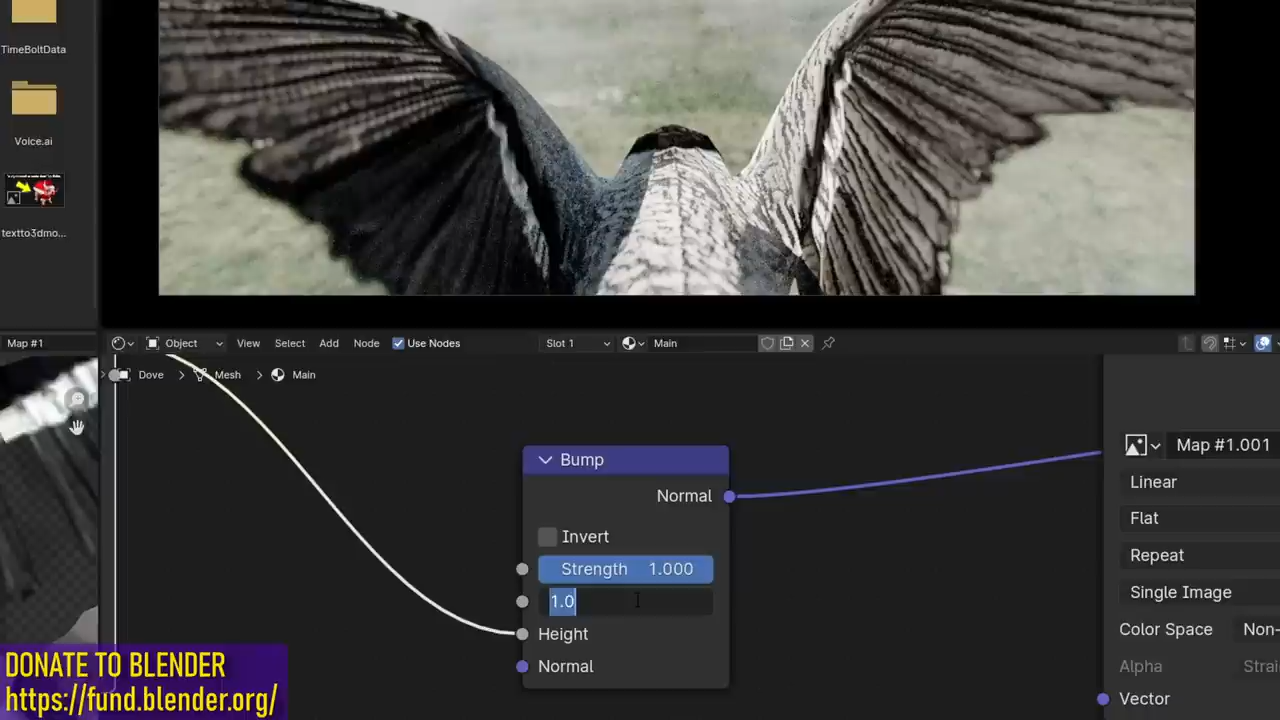 TimeBoltData
Voice.ai
textto3dmo...
Map #1
Object
View
Select
Add
Node
Use Nodes
Slot 1
Main
Dove
Mesh
Main
Bump
Normal
Invert
Strength 1.000
1.0
Height
Normal
Map #1.001
Linear
Flat
Repeat
Single Image
Color Space Non-
Alpha Strai
Vector
DONATE TO BLENDER
https://fund.blender.org/